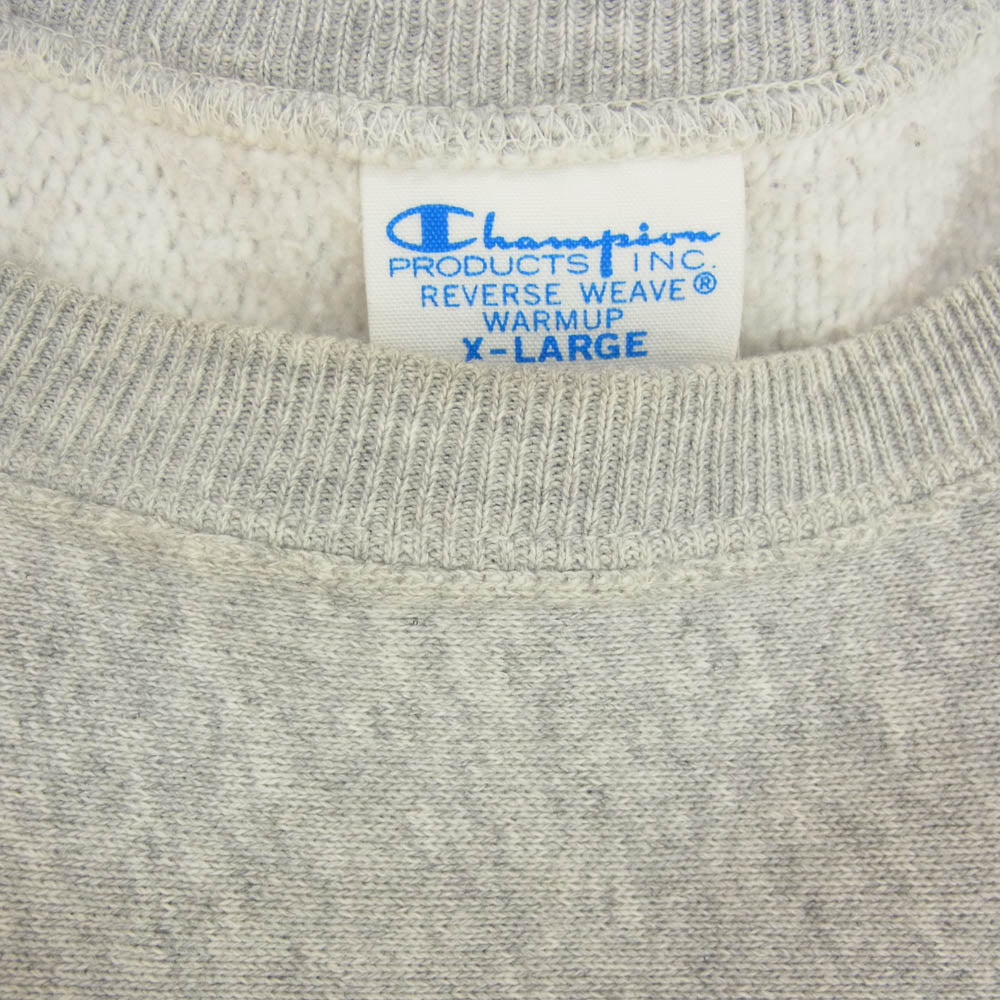 Champion
PRODUCTS INC.
REVERSE WEAVE®
WARMUP
X-LARGE